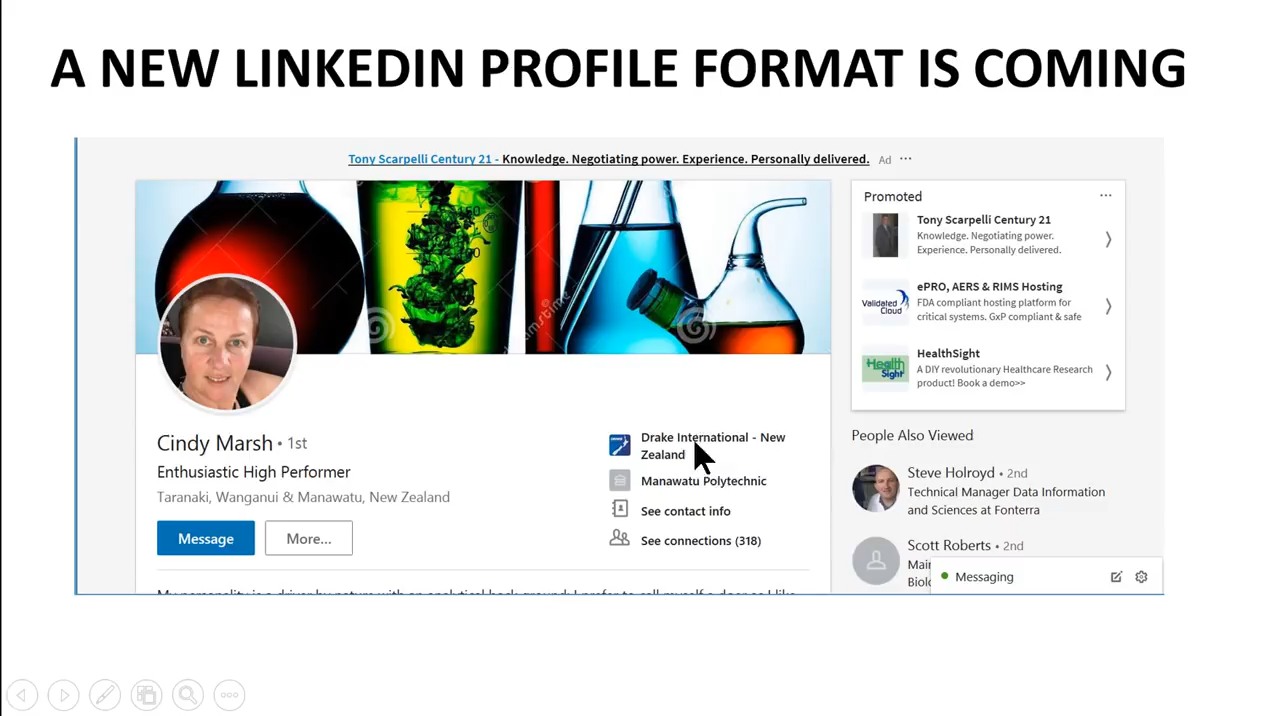 A NEW LINKEDIN PROFILE FORMAT IS COMING
Tony Scarpelli Century 21 - Knowledge. Negotiating power. Experience. Personally delivered. Ad
Cindy Marsh • 1st
Enthusiastic High Performer
Taranaki, Wanganui & Manawatu, New Zealand
Message
More...
Drake International - New
Zealand
Manawatu Polytechnic
See contact info
See connections (318)
Promoted
Tony Scarpelli Century 21
Knowledge. Negotiating power.
Experience. Personally delivered.
Validated
Cloud
ePRO, AERS & RIMS Hosting
FDA compliant hosting platform for
critical systems. GxP compliant & safe
Health
Sight
HealthSight
A DIY revolutionary Healthcare Research
product! Book a demo>>
People Also Viewed
Steve Holroyd • 2nd
Technical Manager Data Information
and Sciences at Fonterra
Scott Roberts • 2nd
Messaging